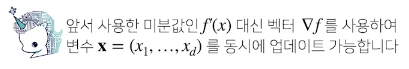 앞서 사용한 미분값인 f′(x) 대신 벡터 ∇f 를 사용하여
변수 x = (x₁, …, x_d) 를 동시에 업데이트 가능합니다